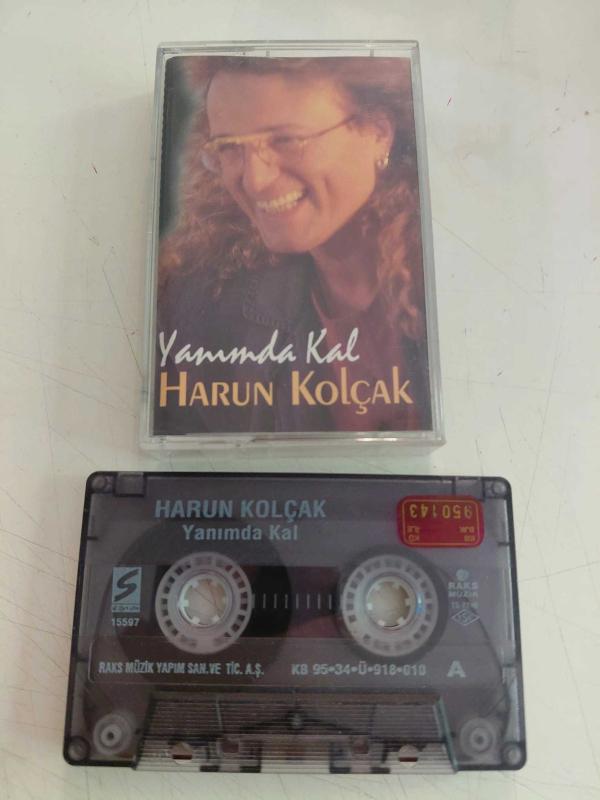 Yanımda Kal
HARUN KOLÇAK
HARUN KOLÇAK
Yanımda Kal
950143
S
15597
RAKS
MÜZİK
RAKS MÜZİK YAPIM SAN.VE TİC. A.Ş.
KB 95•34•Ü•918•010
A